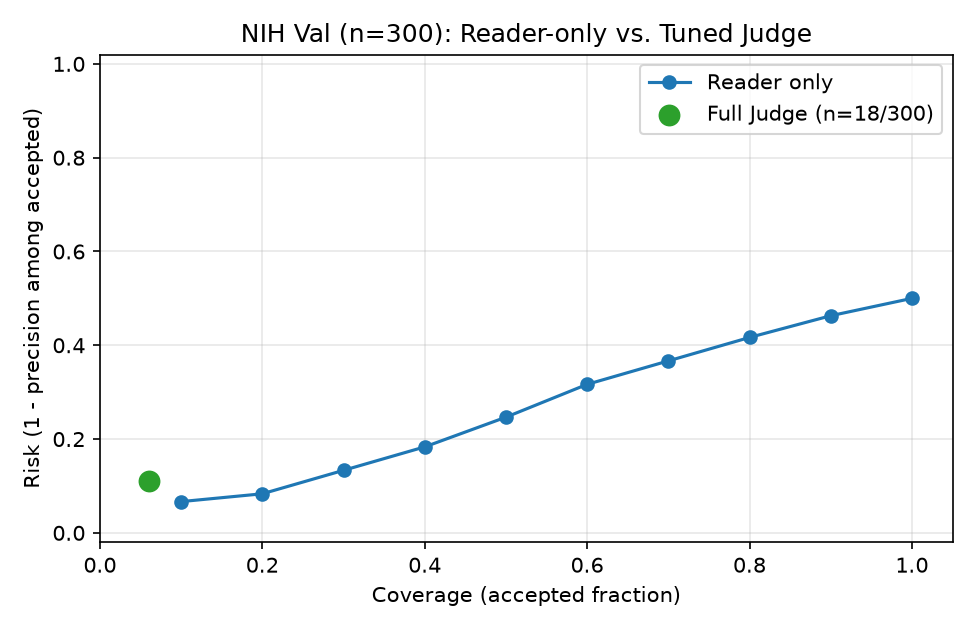 NIH Val (n=300): Reader-only vs. Tuned Judge
Reader only
Full Judge (n=18/300)
Risk (1 - precision among accepted)
1.0
0.8
0.6
0.4
0.2
0.0
0.0 0.2 0.4 0.6 0.8 1.0
Coverage (accepted fraction)